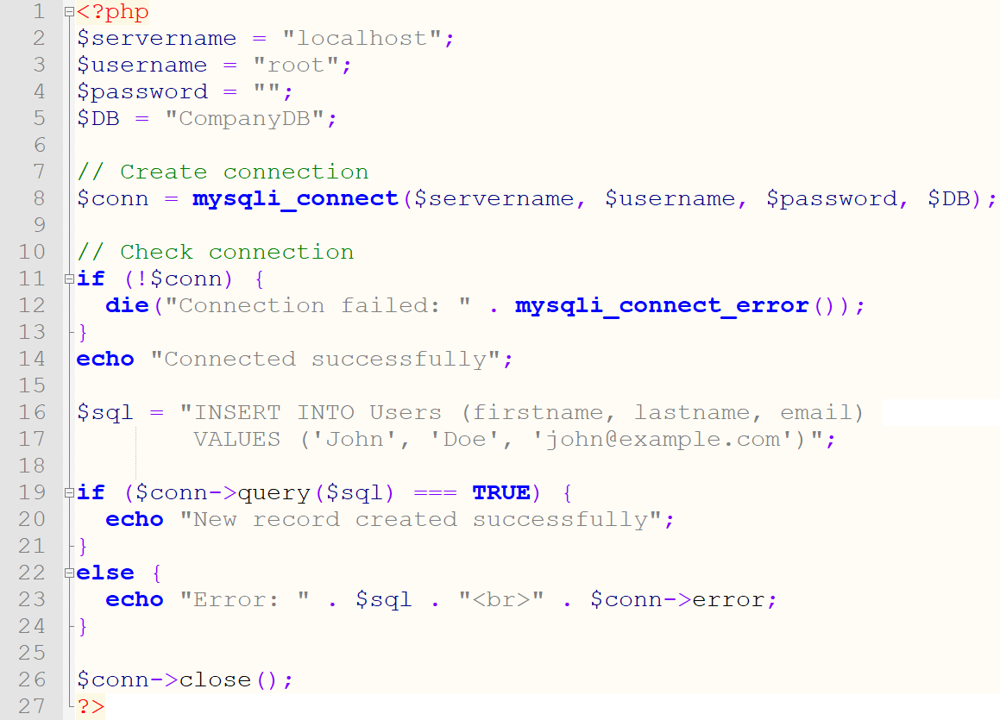 1 <?php
2 $servername = "localhost";
3 $username = "root";
4 $password = "";
5 $DB = "CompanyDB";
6
7 // Create connection
8 $conn = mysqli_connect($servername, $username, $password, $DB);
9
10 // Check connection
11 if (!$conn) {
12   die("Connection failed: " . mysqli_connect_error());
13 }
14 echo "Connected successfully";
15
16 $sql = "INSERT INTO Users (firstname, lastname, email)
17         VALUES ('John', 'Doe', 'john@example.com')";
18
19 if ($conn->query($sql) === TRUE) {
20   echo "New record created successfully";
21 }
22 else {
23   echo "Error: " . $sql . "<br>" . $conn->error;
24 }
25
26 $conn->close();
27 ?>